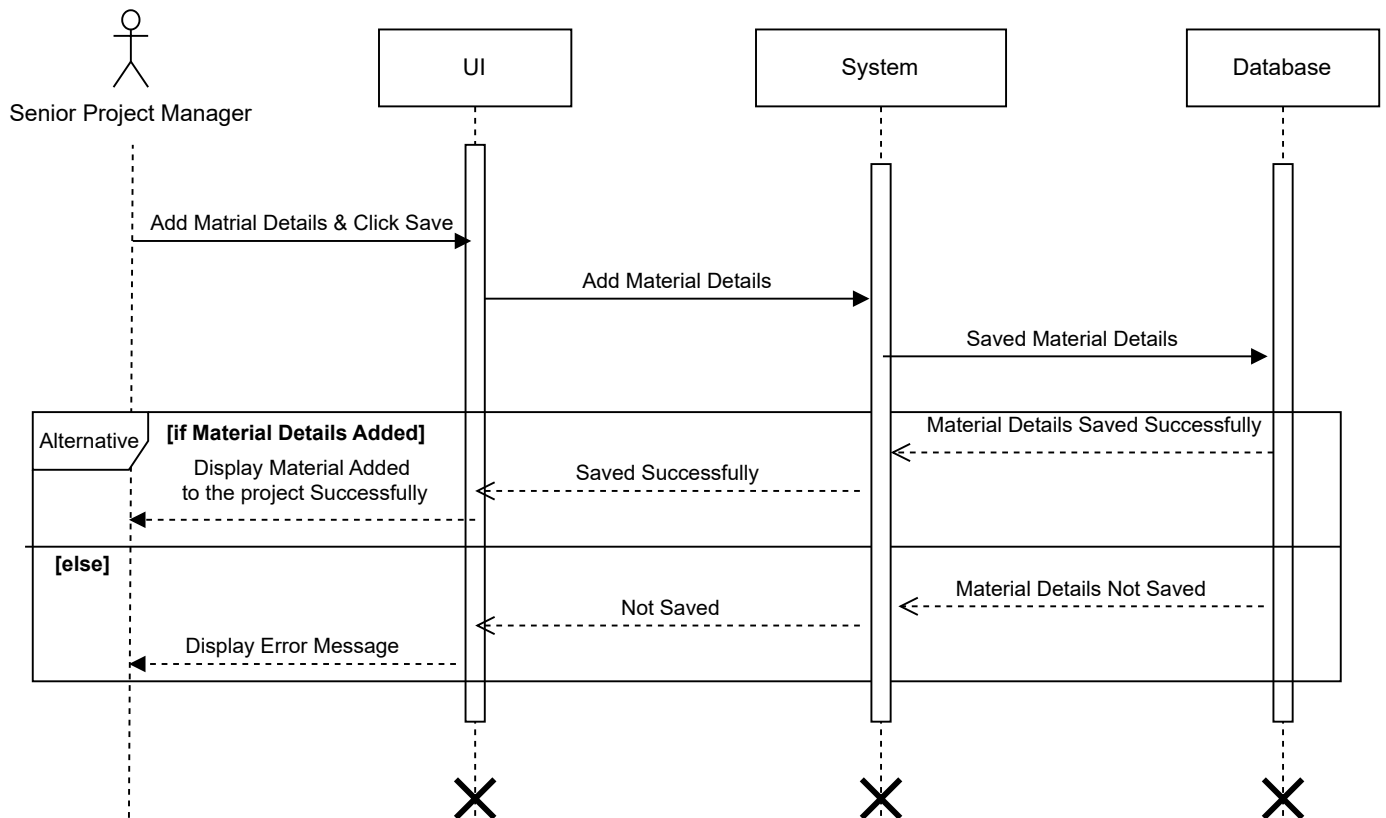 Senior Project Manager
UI
System
Database
Add Matrial Details & Click Save
Add Material Details
Saved Material Details
Alternative
[if Material Details Added]
Material Details Saved Successfully
Saved Successfully
Display Material Added
to the project Successfully
[else]
Material Details Not Saved
Not Saved
Display Error Message